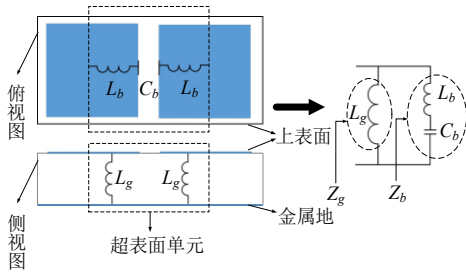 俯视图
L_b C_b L_b
上表面
侧视图
L_g L_g
金属地
超表面单元
L_g
L_b
C_b
Z_g Z_b